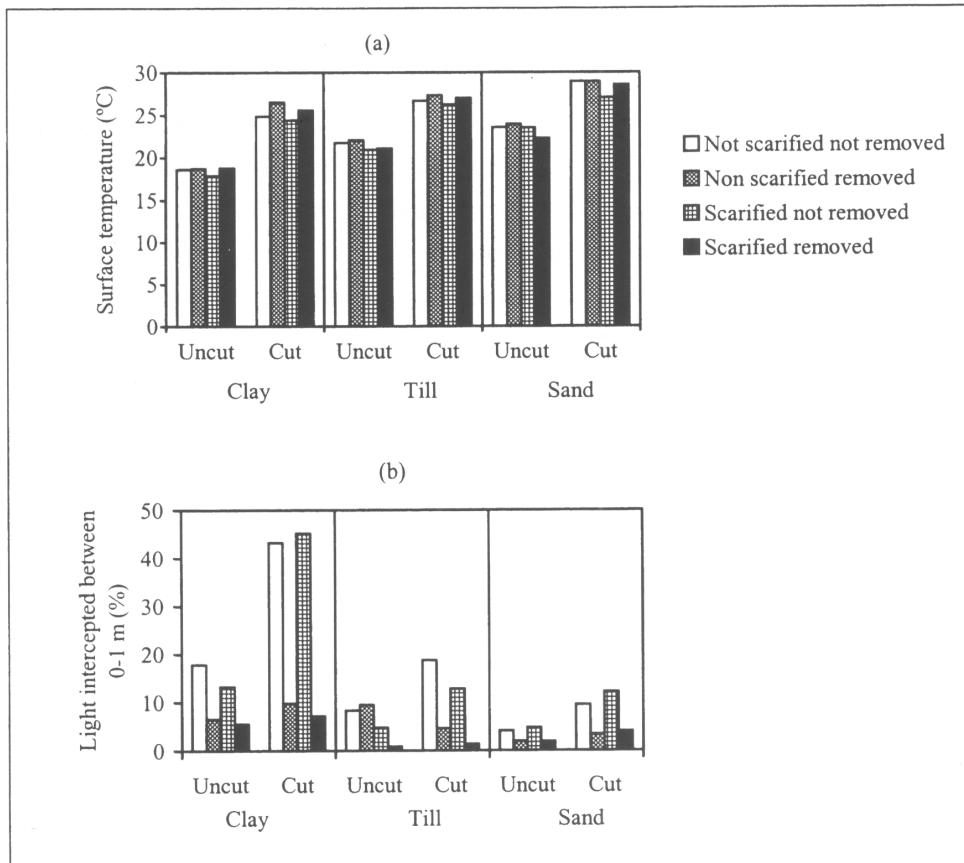 (a)
Surface temperature (ºC)
30
25
20
15
10
5
0
Uncut Cut Uncut Cut Uncut Cut
Clay Till Sand
Not scarified not removed
Non scarified removed
Scarified not removed
Scarified removed
(b)
Light intercepted between
0-1 m (%)
50
40
30
20
10
0
Uncut Cut Uncut Cut Uncut Cut
Clay Till Sand